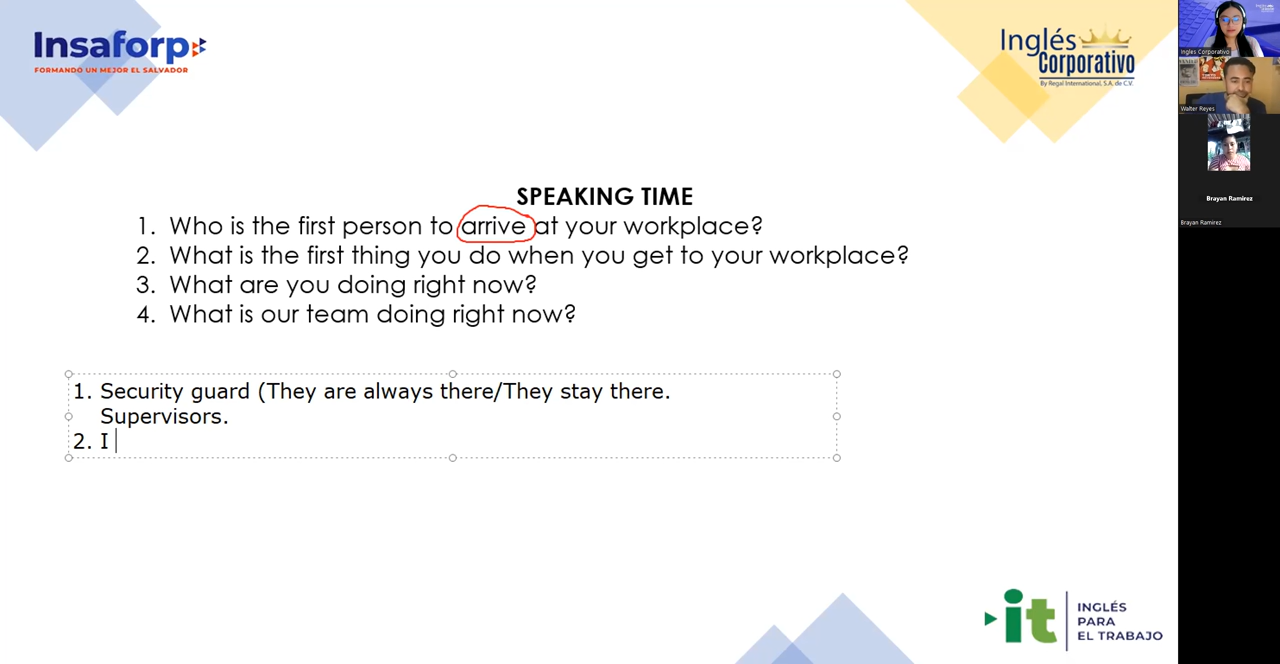 Insaforp
FORMANDO UN MEJOR EL SALVADOR
Inglés
Corporativo
By Regal International, S.A. de C.V.
SPEAKING TIME
1. Who is the first person to arrive at your workplace?
2. What is the first thing you do when you get to your workplace?
3. What are you doing right now?
4. What is our team doing right now?
1. Security guard (They are always there/They stay there.
Supervisors.
2. I
it
INGLÉS
PARA
EL TRABAJO
Ingles Corporativo
Walter Reyes
Brayan Ramirez
Brayan Ramirez